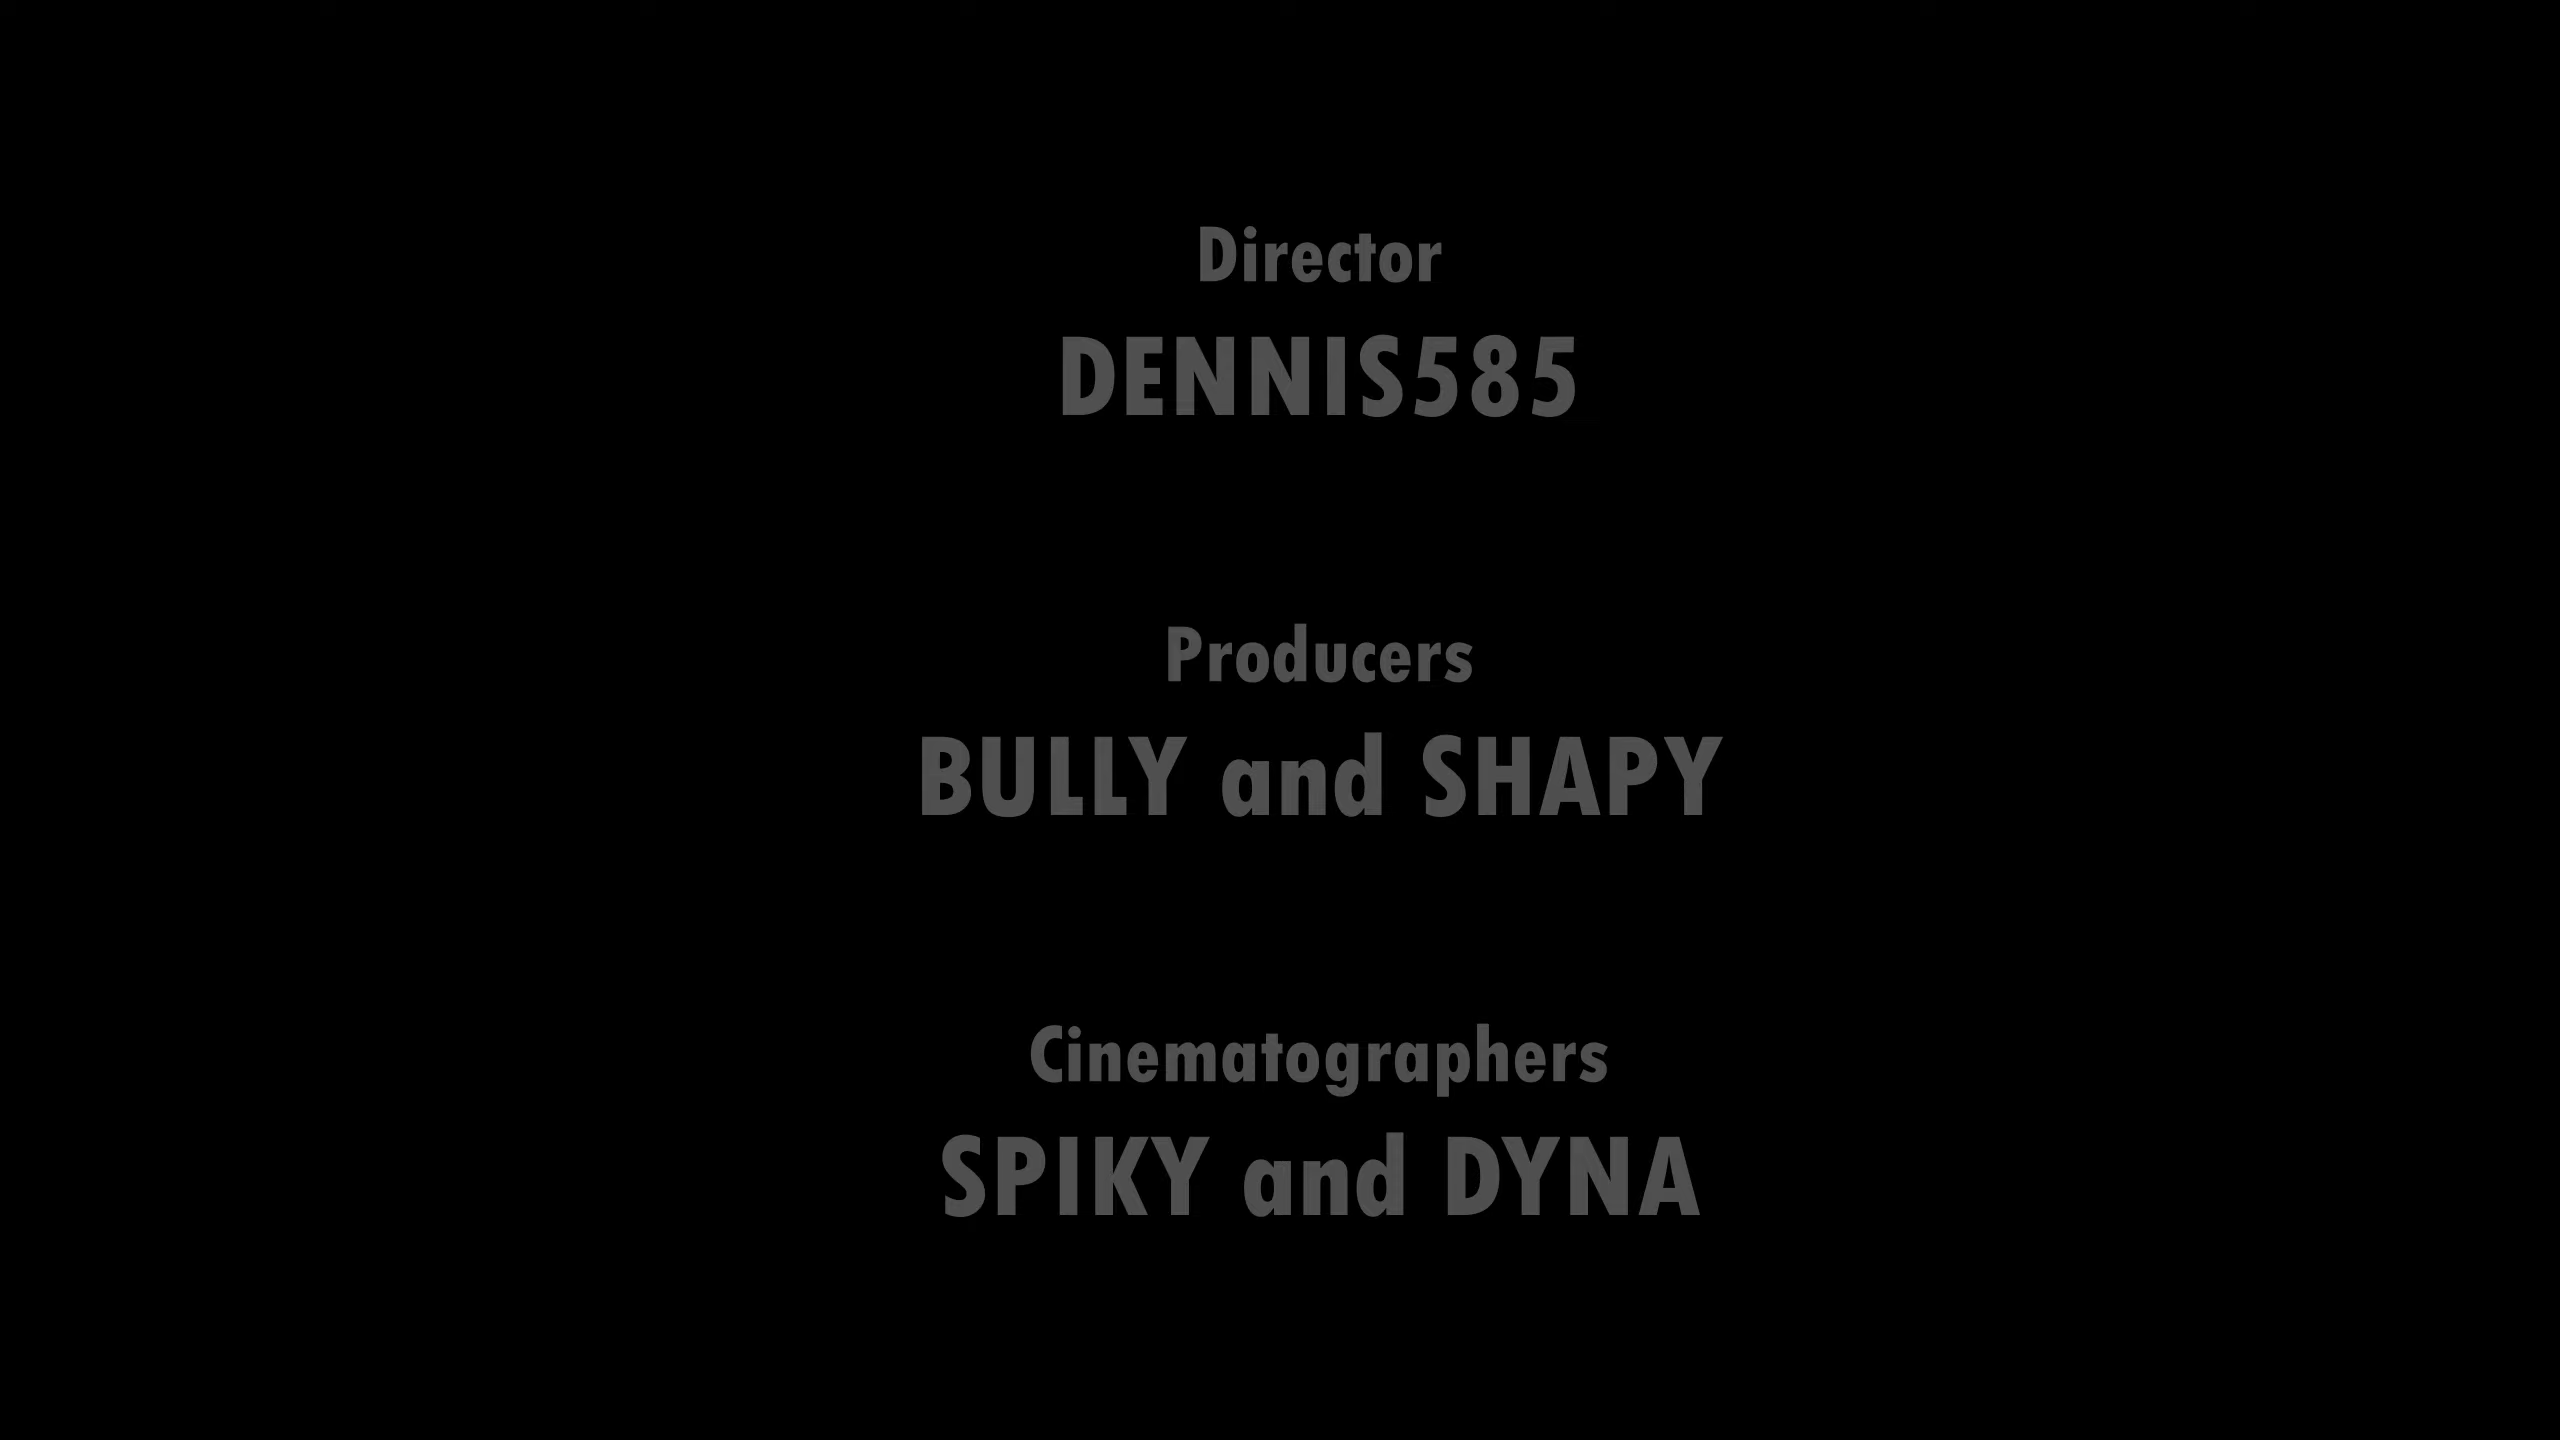 Director
DENNIS585
Producers
BULLY and SHAPY
Cinematographers
SPIKY and DYNA